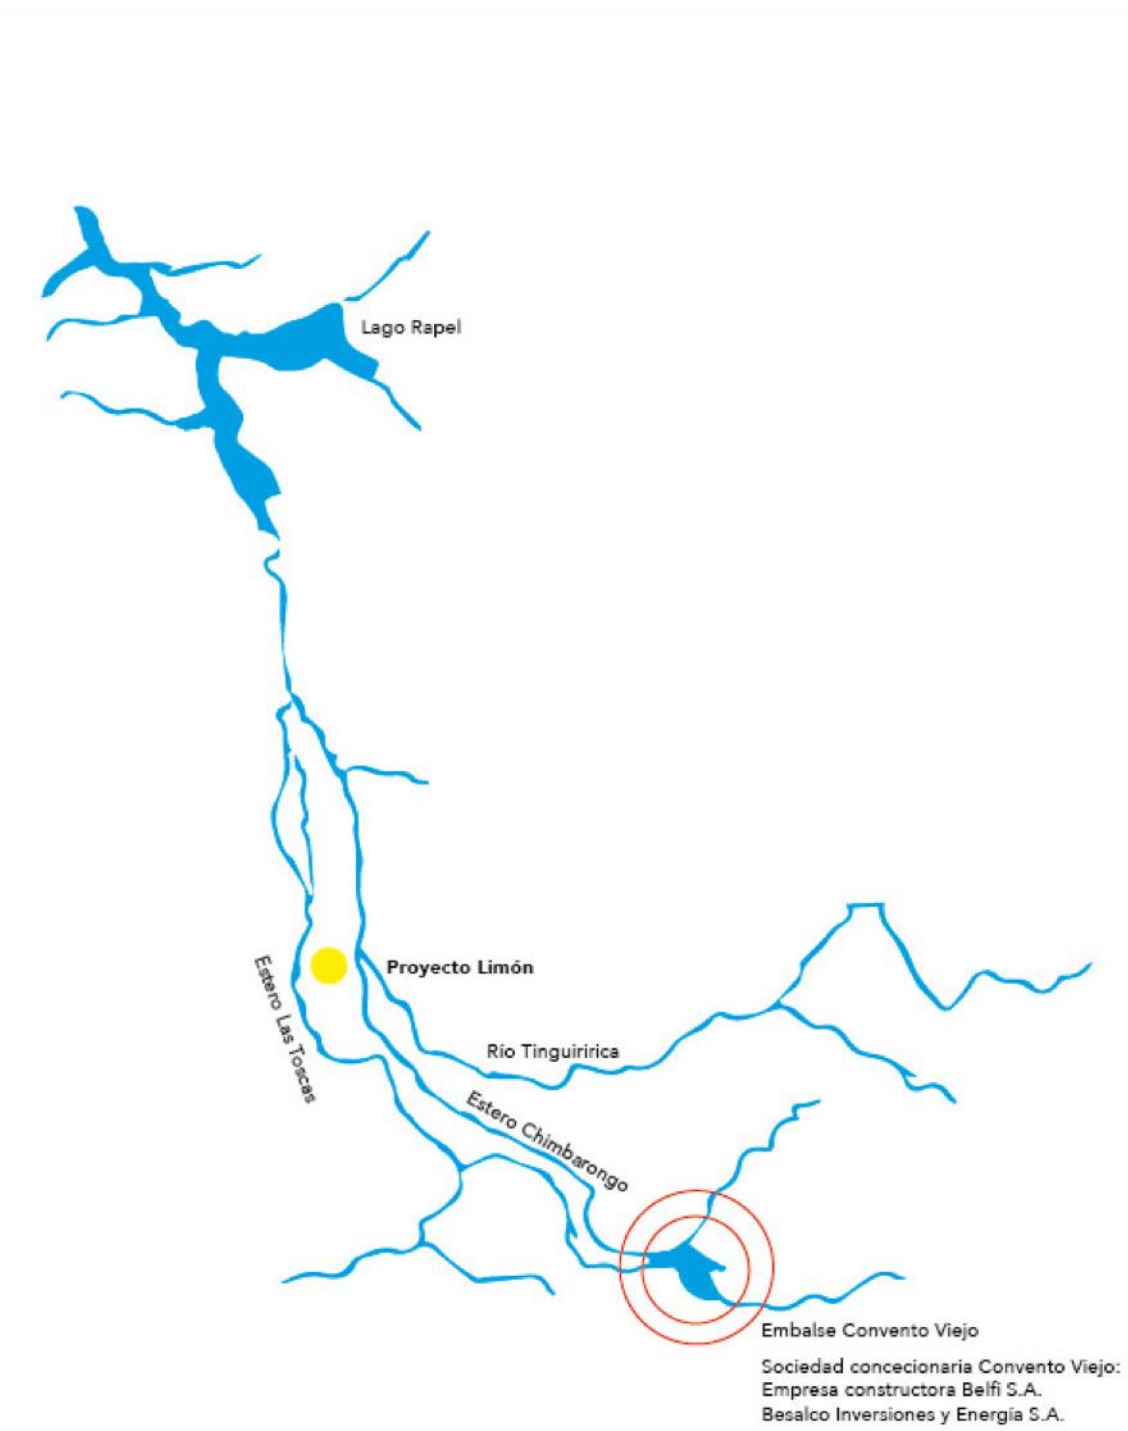 Lago Rapel
Proyecto Limón
Estero Las Toscas
Río Tinguiririca
Estero Chimbarongo
Embalse Convento Viejo
Sociedad concecionaria Convento Viejo:
Empresa constructora Belfi S.A.
Besalco Inversiones y Energía S.A.